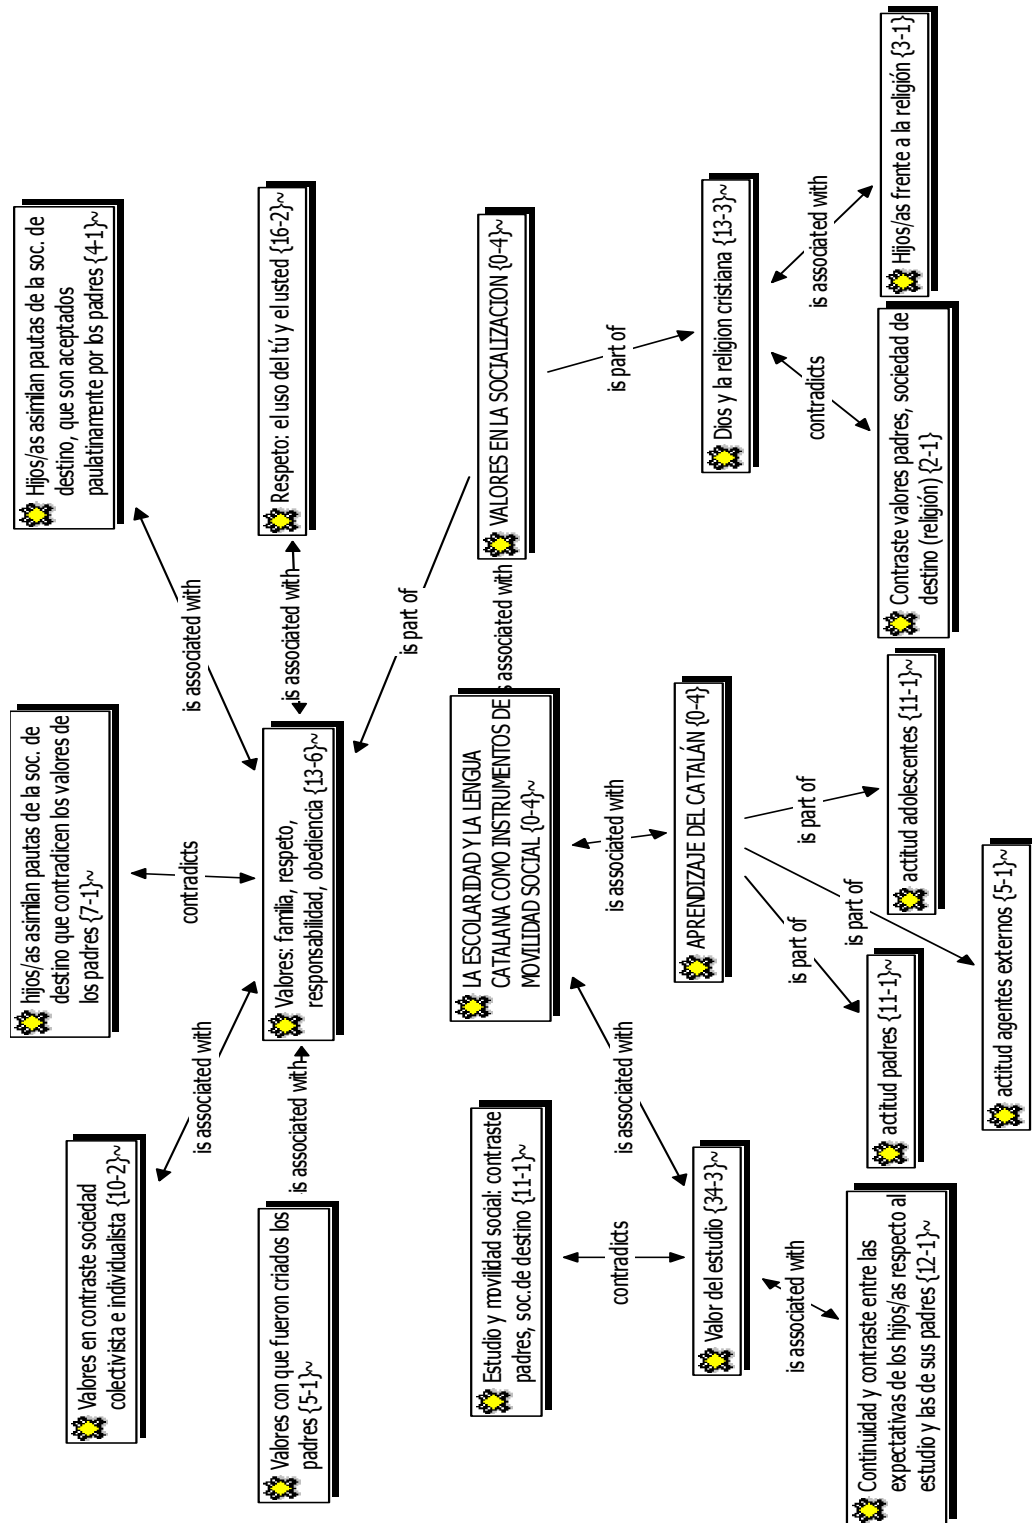 Valores en contraste sociedad
colectivista e individualista {10-2}~
hijos/as asimilan pautas de la soc. de
destino que contradicen los valores de
los padres {7-1}~
Hijos/as asimilan pautas de la soc. de
destino, que son aceptados
paulatinamente por los padres {4-1}~
is associated with
contradicts
is associated with
Valores con que fueron criados los
padres {5-1}~
is associated with
Valores: familia, respeto,
responsabilidad, obediencia {13-6}~
is associated with
Respeto: el uso del tú y el usted {16-2}~
is part of
Estudio y movilidad social: contraste
padres, soc.de destino {11-1}~
LA ESCOLARIDAD Y LA LENGUA
CATALANA COMO INSTRUMENTOS DE
MOVILIDAD SOCIAL {0-4}~
s associated with
VALORES EN LA SOCIALIZACION {0-4}~
contradicts
is associated with
is associated with
is part of
Valor del estudio {34-3}~
APRENDIZAJE DEL CATALÁN {0-4}
Dios y la religion cristiana {13-3}~
is associated with
is part of
is part of
is part of
contradicts
is associated with
Continuidad y contraste entre las
expectativas de los hijos/as respecto al
estudio y las de sus padres {12-1}~
actitud padres {11-1}~
actitud adolescentes {11-1}~
Contraste valores padres, sociedad de
destino (religión) {2-1}
Hijos/as frente a la religión {3-1}
actitud agentes externos {5-1}~